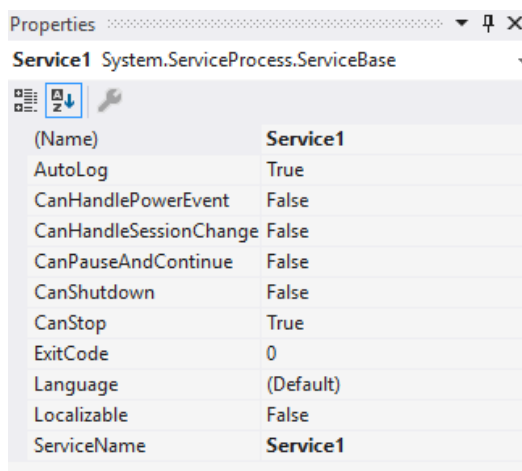 Properties
Service1 System.ServiceProcess.ServiceBase
(Name) Service1
AutoLog True
CanHandlePowerEvent False
CanHandleSessionChange False
CanPauseAndContinue False
CanShutdown False
CanStop True
ExitCode 0
Language (Default)
Localizable False
ServiceName Service1